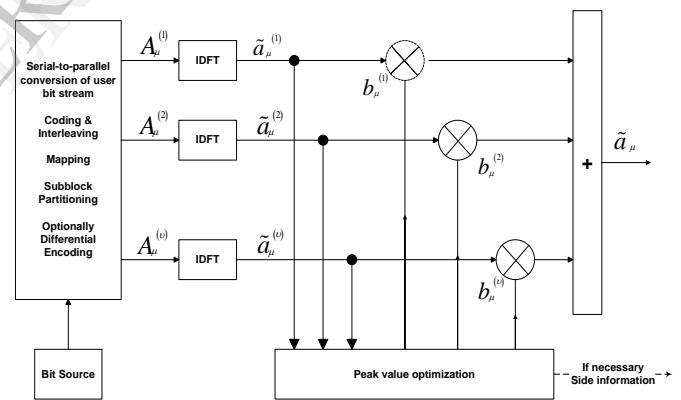 Serial-to-parallel
conversion of user
bit stream
Coding &
Interleaving
Mapping
Subblock
Partitioning
Optionally
Differential
Encoding
A_μ^(1)
IDFT
ã_μ^(1)
b_μ^(1)
A_μ^(2)
IDFT
ã_μ^(2)
b_μ^(2)
A_μ^(υ)
IDFT
ã_μ^(υ)
b_μ^(υ)
+
ã_μ
Bit Source
Peak value optimization
If necessary
Side information